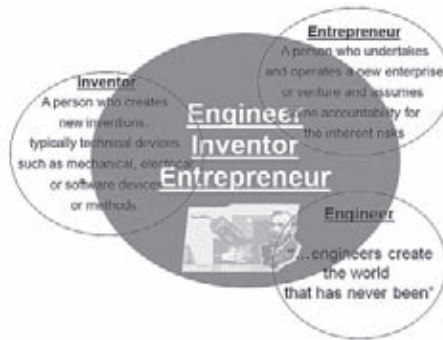 Entrepreneur
A person who undertakes
and operates a new enterprise
or venture and assumes
accountability for
the inherent risks
Inventor
A person who creates
new inventions,
typically technical devices
such as mechanical, electrical
or software devices
or methods.
Engineer
Inventor
Entrepreneur
Engineer
"…engineers create
the world
that has never been"